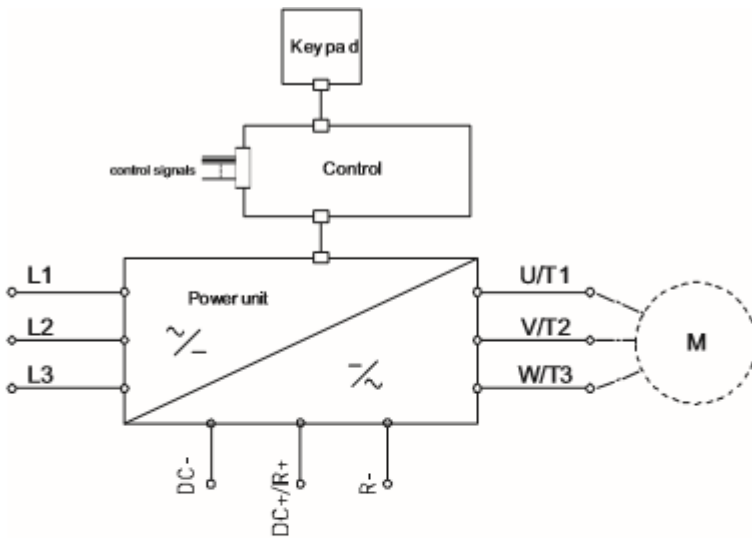 Keypad
control signals
Control
L1
Power unit
U/T1
L2
V/T2
M
L3
W/T3
DC-
DC+/R+
R-